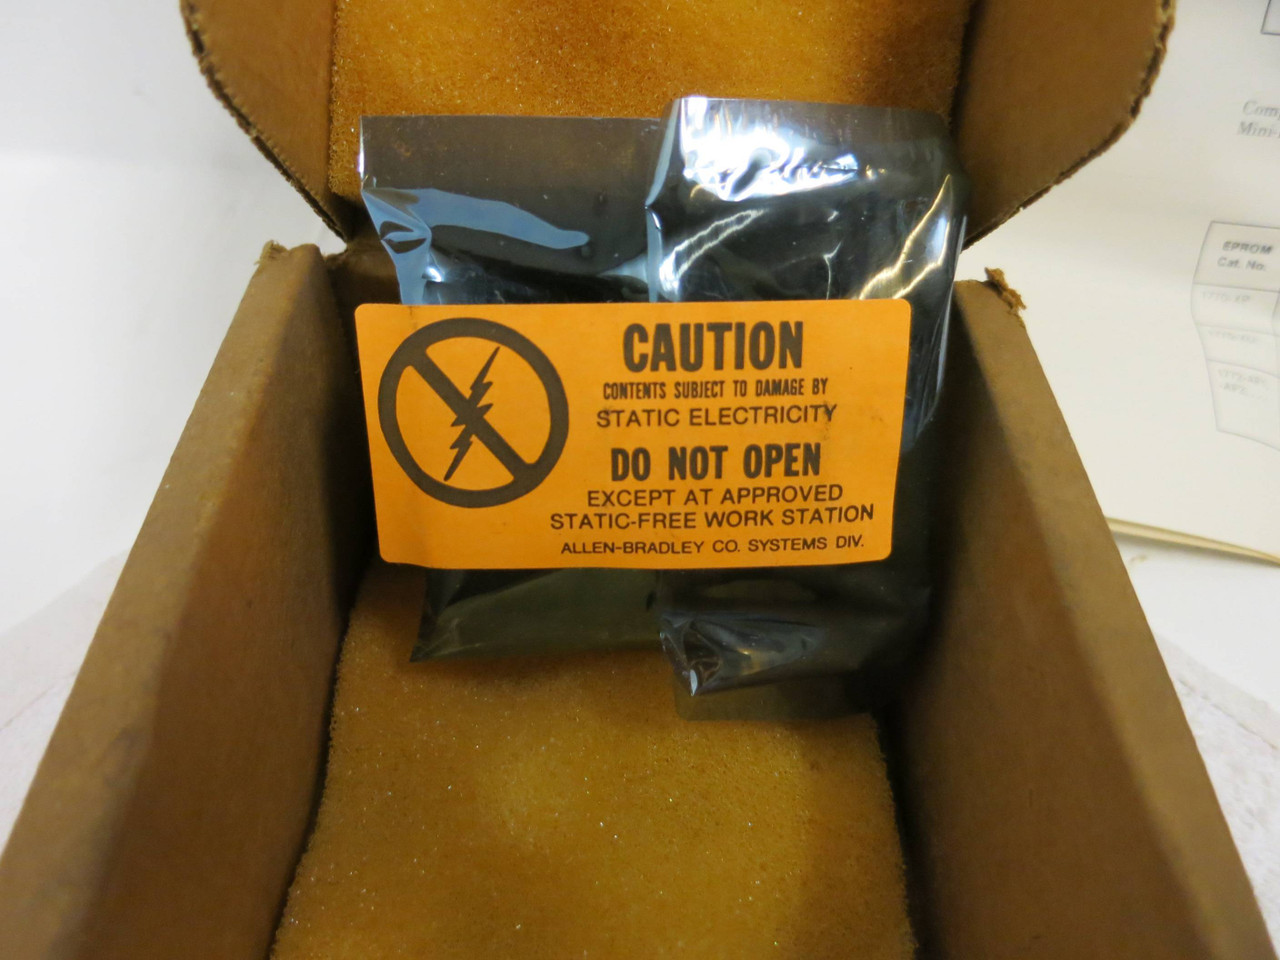 CAUTION
CONTENTS SUBJECT TO DAMAGE BY
STATIC ELECTRICITY
DO NOT OPEN
EXCEPT AT APPROVED
STATIC-FREE WORK STATION
ALLEN-BRADLEY CO. SYSTEMS DIV.
EPROM
Cat. No.